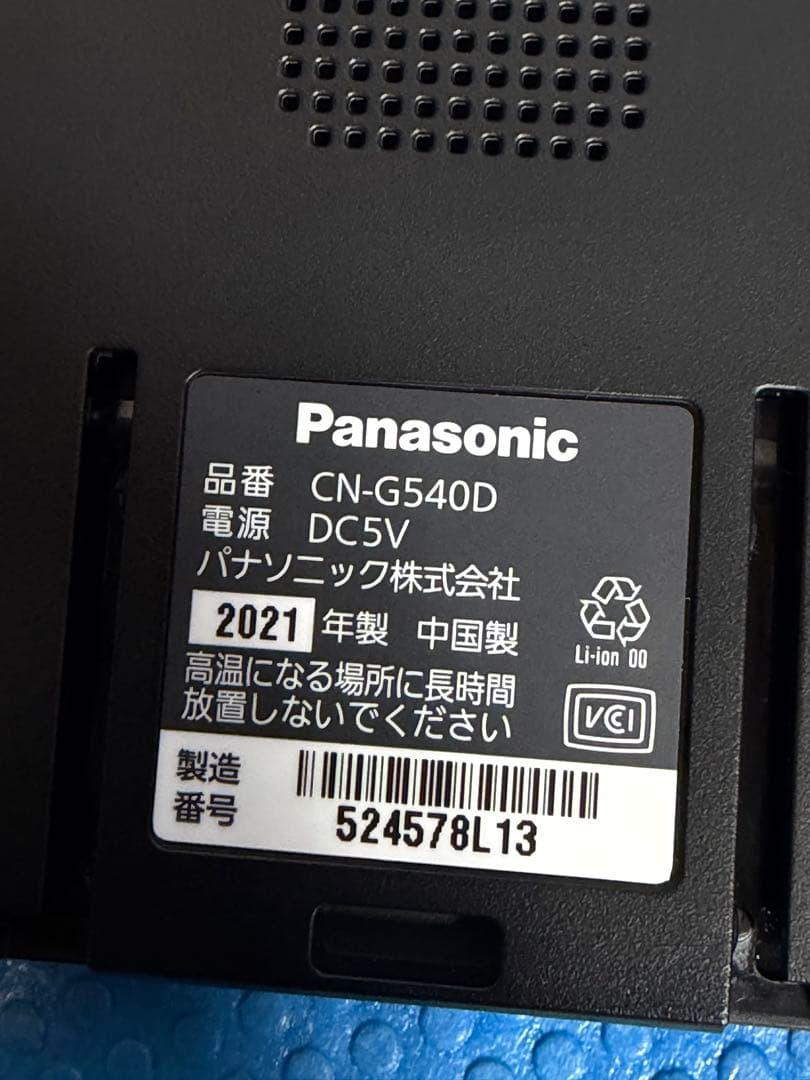 Panasonic
品番 CN-G540D
電源 DC5V
パナソニック株式会社
2021 年製 中国製
Li-ion 00
高温になる場所に長時間
放置しないでください
VCCI
製造
番号
524578L13